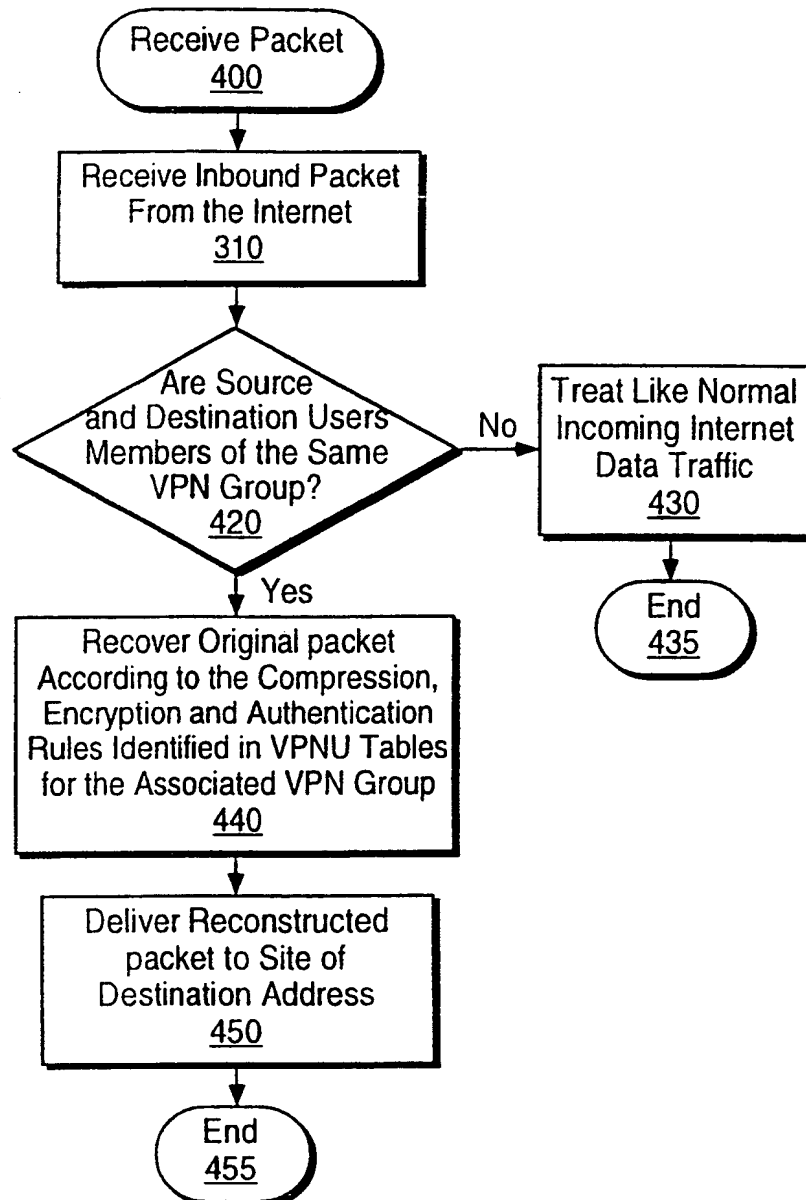 Receive Packet
400
Receive Inbound Packet
From the Internet
310
Are Source
and Destination Users
Members of the Same
VPN Group?
420
No
Treat Like Normal
Incoming Internet
Data Traffic
430
End
435
Yes
Recover Original packet
According to the Compression,
Encryption and Authentication
Rules Identified in VPNU Tables
for the Associated VPN Group
440
Deliver Reconstructed
packet to Site of
Destination Address
450
End
455